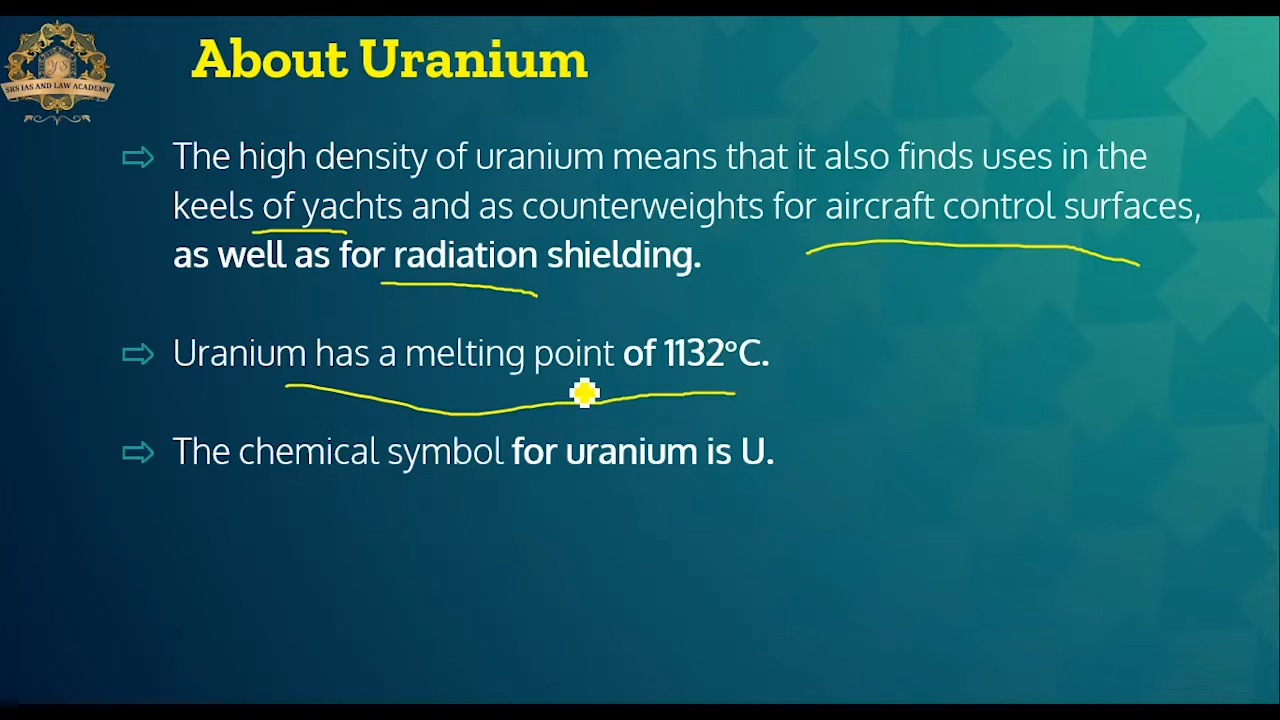 SRS IAS AND LAW ACADEMY
About Uranium
The high density of uranium means that it also finds uses in the
keels of yachts and as counterweights for aircraft control surfaces,
as well as for radiation shielding.
Uranium has a melting point of 1132°C.
The chemical symbol for uranium is U.